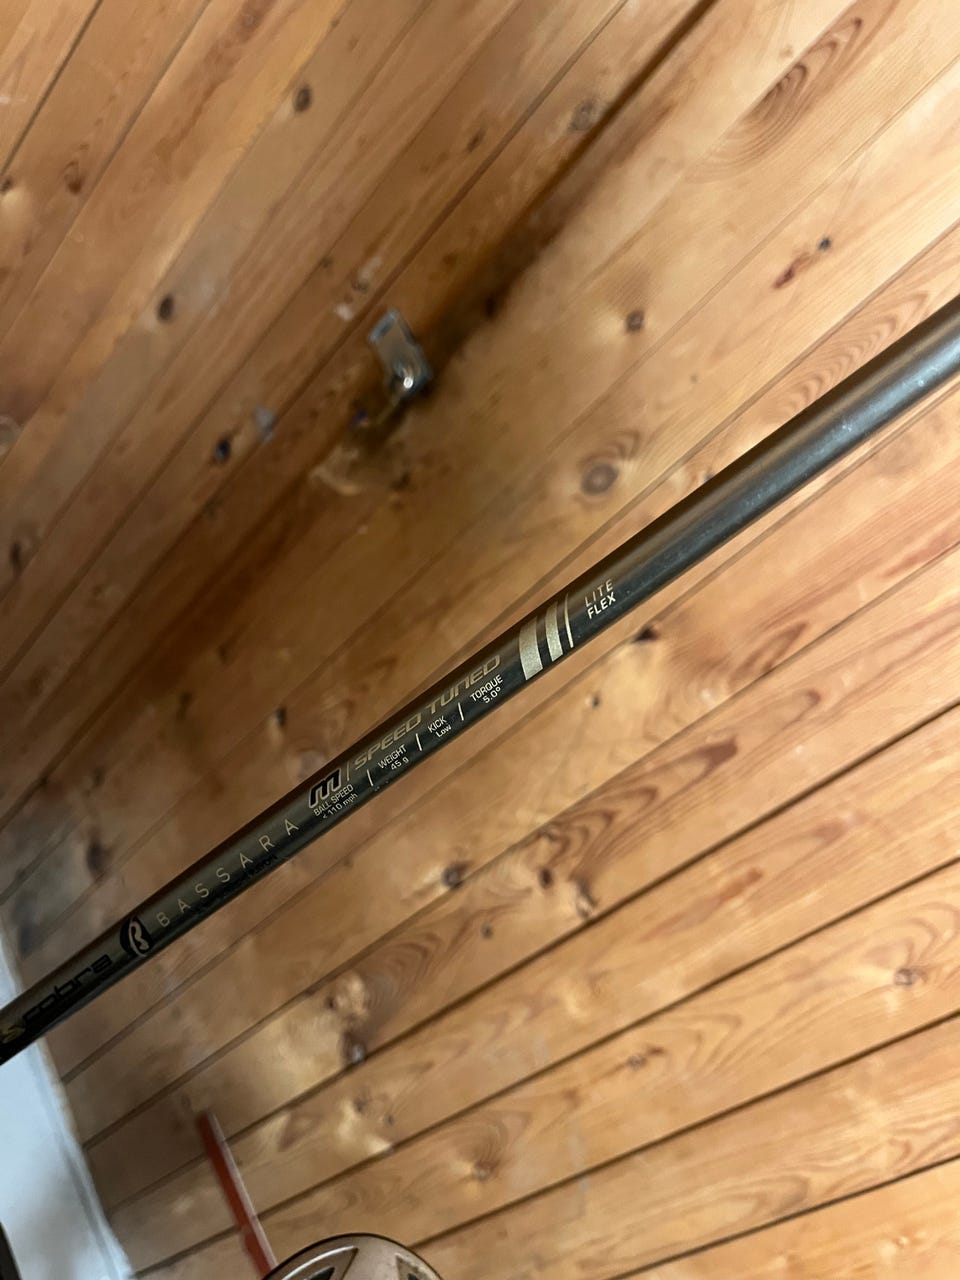 cobra
BASSARA
M | SPEED TUNED
BALL SPEED
<110 mph
WEIGHT
45 g
KICK
Low
TORQUE
5.0°
LITE
FLEX